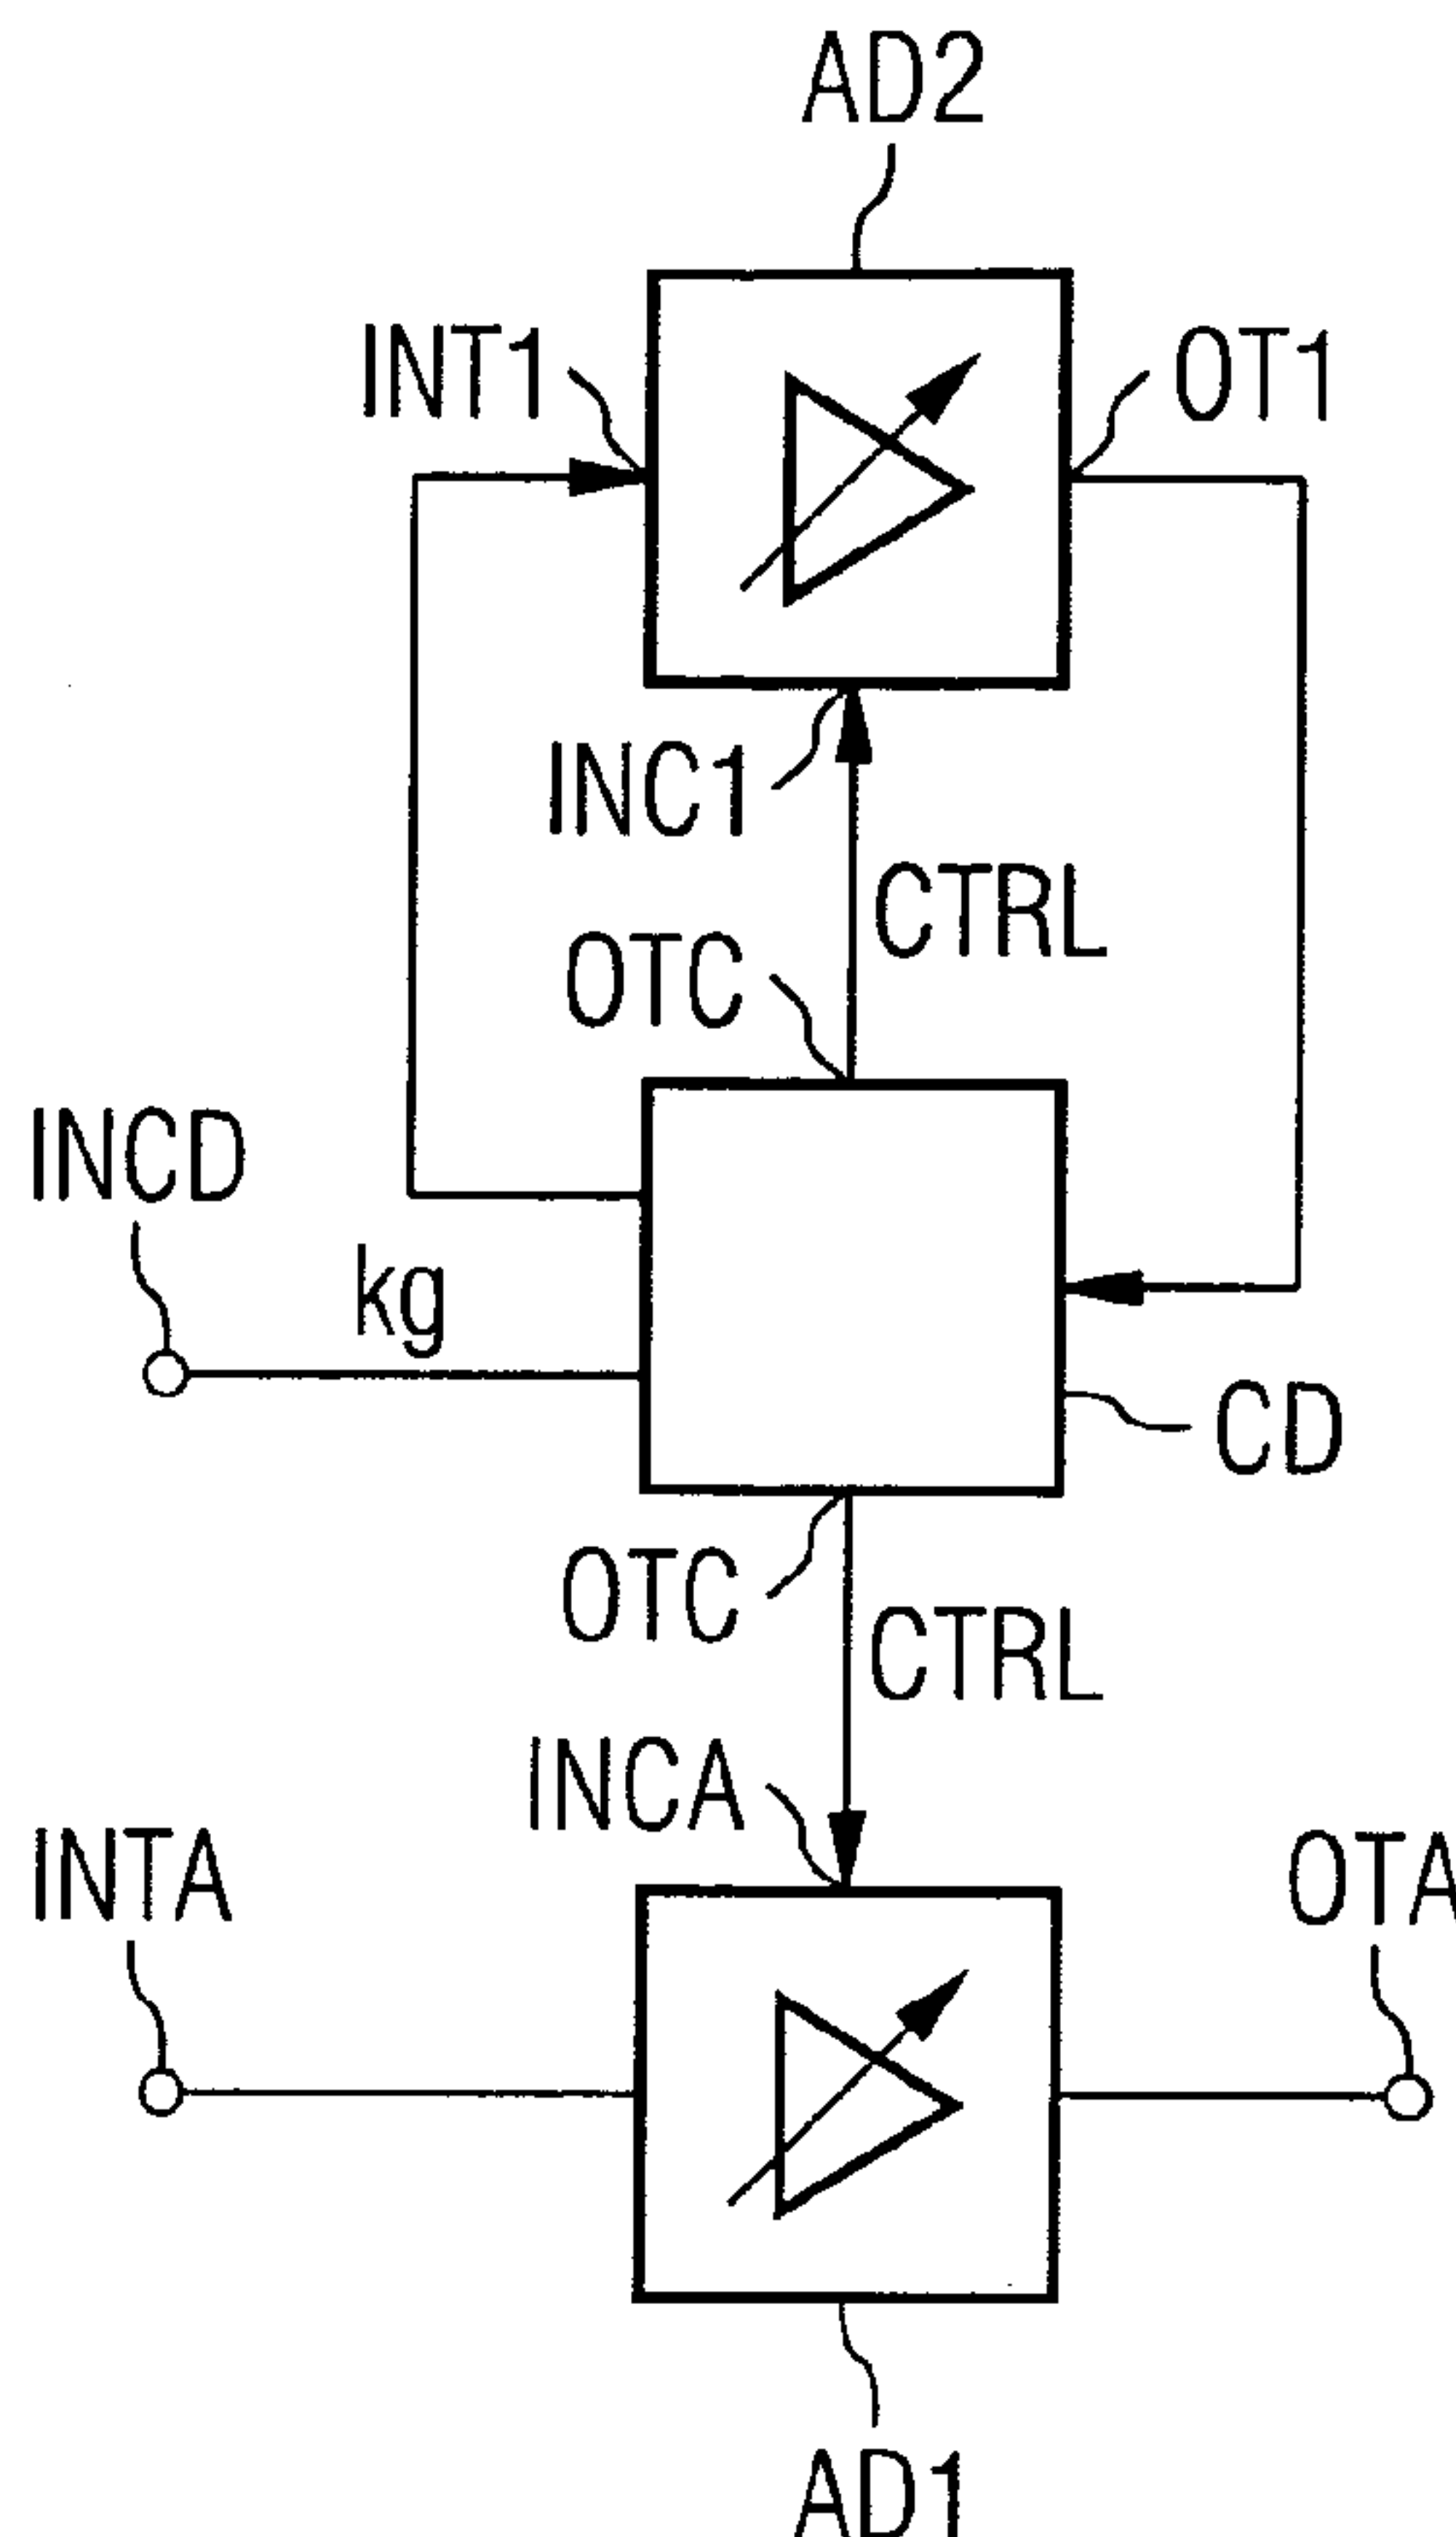 AD2
INT1
OT1
INC1
CTRL
OTC
INCD
kg
CD
OTC
CTRL
INCA
INTA
OTA
AD1